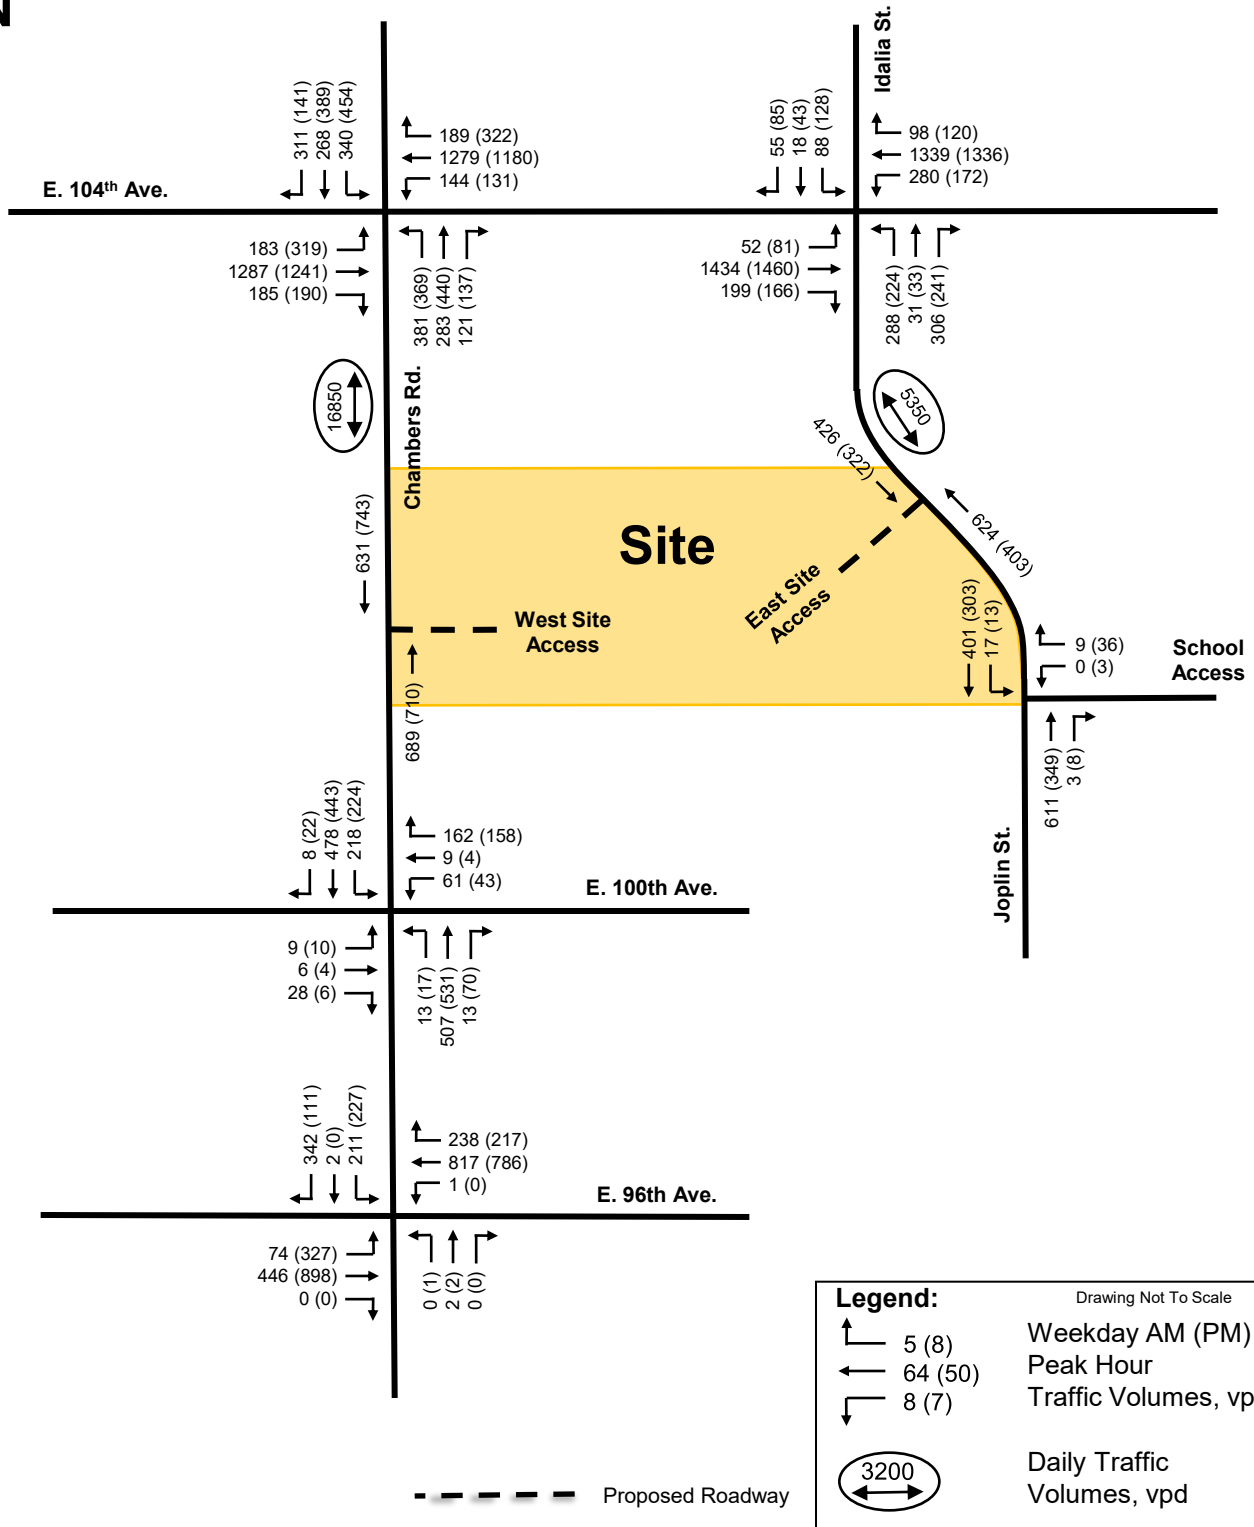 N
Idalia St.
311 (141)
268 (389)
340 (454)
189 (322)
1279 (1180)
144 (131)
55 (85)
18 (43)
88 (128)
98 (120)
1339 (1336)
280 (172)
E. 104th Ave.
183 (319)
1287 (1241)
185 (190)
381 (369)
283 (440)
121 (137)
52 (81)
1434 (1460)
199 (166)
288 (224)
31 (33)
306 (241)
16850
Chambers Rd.
5350
426 (322)
624 (403)
631 (743)
Site
East Site
Access
West Site
Access
689 (710)
401 (303)
17 (13)
9 (36)
0 (3)
School
Access
611 (349)
3 (8)
Joplin St.
8 (22)
478 (443)
218 (224)
162 (158)
9 (4)
61 (43)
E. 100th Ave.
9 (10)
6 (4)
28 (6)
13 (17)
507 (531)
13 (70)
342 (111)
2 (0)
211 (227)
238 (217)
817 (786)
1 (0)
E. 96th Ave.
74 (327)
446 (898)
0 (0)
0 (1)
2 (2)
0 (0)
Legend:
Drawing Not To Scale
5 (8)
64 (50)
8 (7)
Weekday AM (PM)
Peak Hour
Traffic Volumes, vp
3200
Daily Traffic
Volumes, vpd
Proposed Roadway